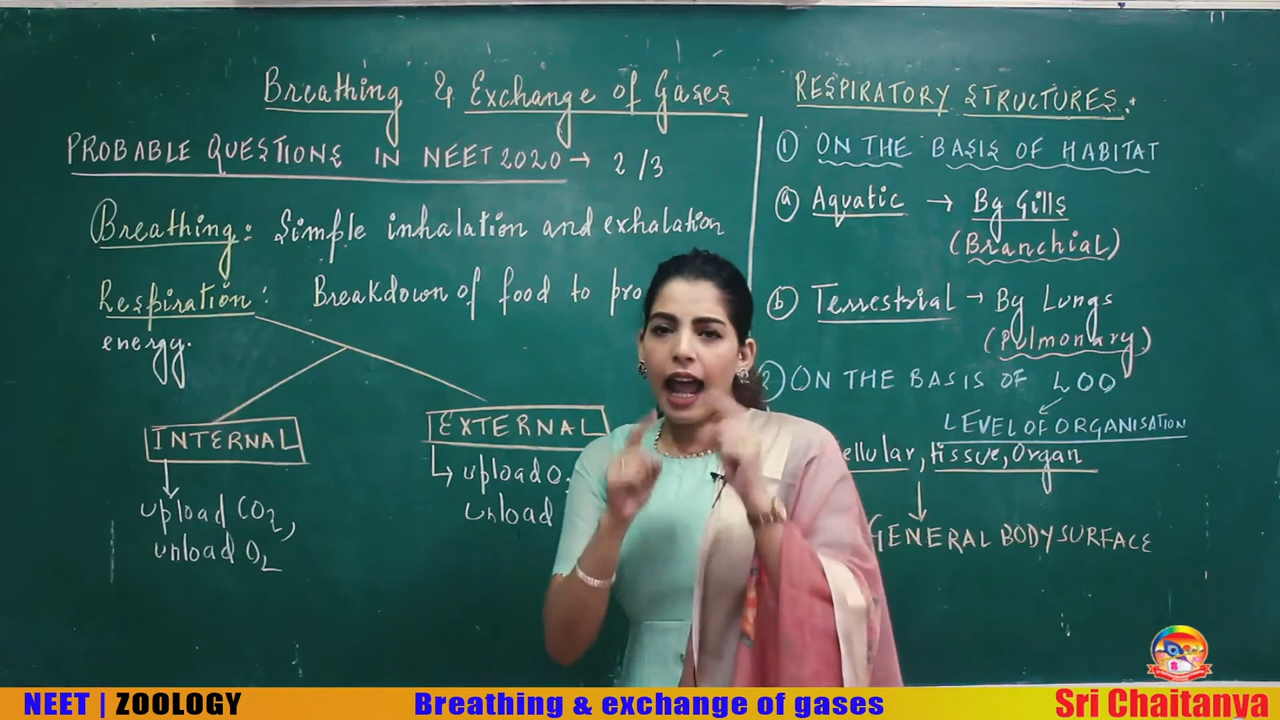 Breathing & Exchange of Gases
PROBABLE QUESTIONS IN NEET 2020 → 2/3
Breathing: Simple inhalation and exhalation
Respiration: Breakdown of food to pro
energy.
INTERNAL
upload CO2,
unload O2
EXTERNAL
↳ upload O
unload
RESPIRATORY STRUCTURES:
① ON THE BASIS OF HABITAT
ⓐ Aquatic → By Gills
(Branchial)
ⓑ Terrestrial → By Lungs
(Pulmonary)
② ON THE BASIS OF LOO
LEVEL OF ORGANISATION
ellular, tissue, Organ
GENERAL BODY SURFACE
NEET | ZOOLOGY
Breathing & exchange of gases
Sri Chaitanya